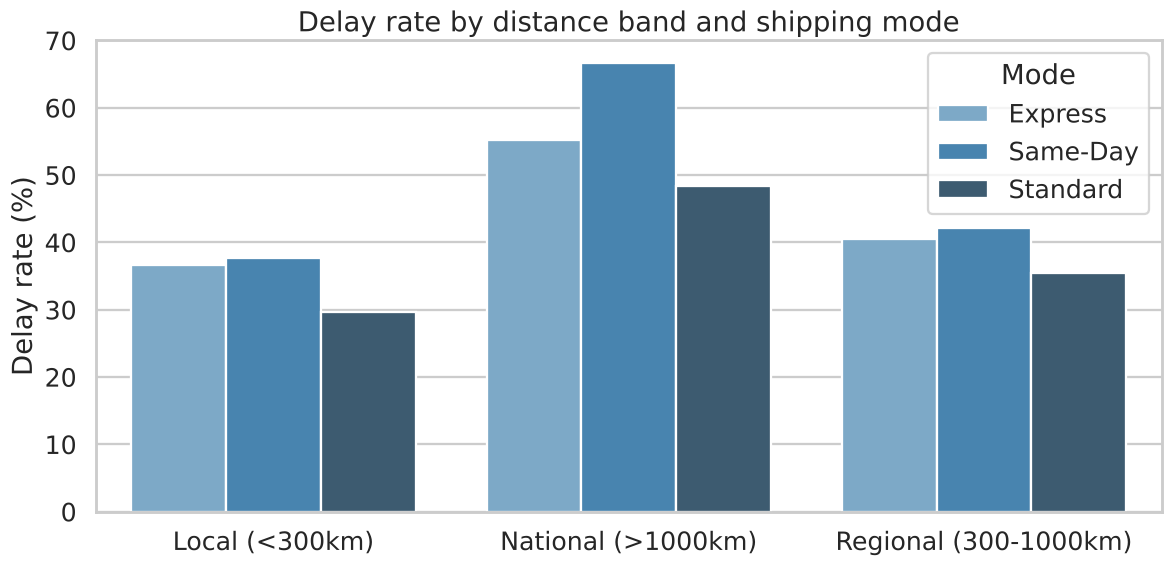 Delay rate by distance band and shipping mode
Delay rate (%)
70
60
50
40
30
20
10
0
Mode
Express
Same-Day
Standard
Local (<300km)
National (>1000km)
Regional (300-1000km)